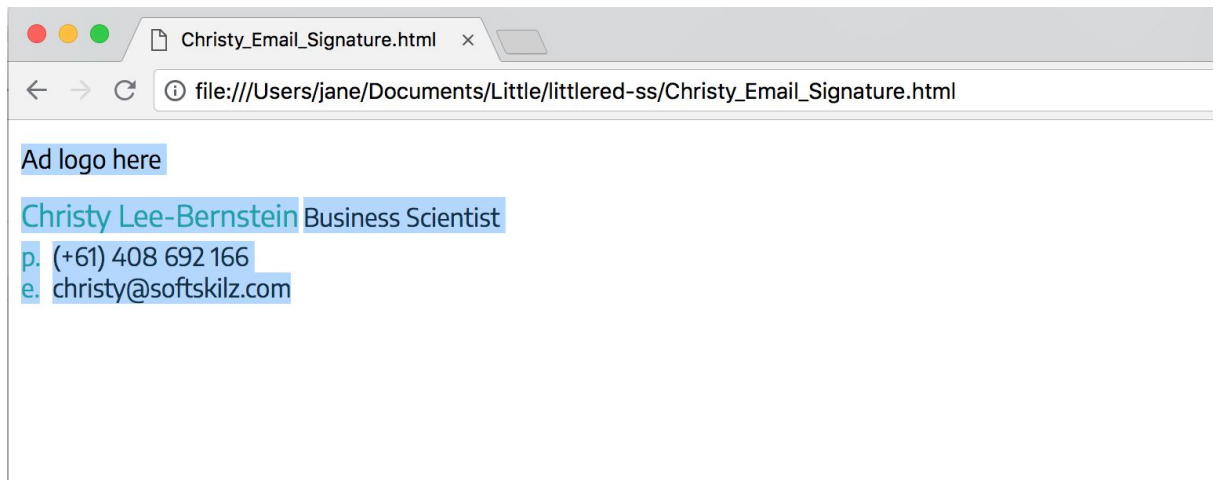 Christy_Email_Signature.html
file:///Users/jane/Documents/Little/littlered-ss/Christy_Email_Signature.html
Ad logo here
Christy Lee-Bernstein Business Scientist
p. (+61) 408 692 166
e. christy@softskilz.com